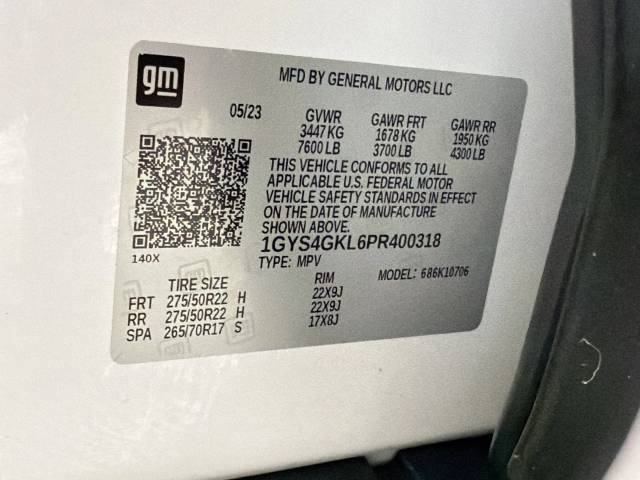 gm
MFD BY GENERAL MOTORS LLC
05/23 GVWR GAWR FRT GAWR RR
3447 KG 1678 KG 1950 KG
7600 LB 3700 LB 4300 LB
THIS VEHICLE CONFORMS TO ALL
APPLICABLE U.S. FEDERAL MOTOR
VEHICLE SAFETY STANDARDS IN EFFECT
ON THE DATE OF MANUFACTURE
SHOWN ABOVE.
1GYS4GKL6PR400318
140X TYPE: MPV MODEL: 686K10706
TIRE SIZE RIM
FRT 275/50R22 H 22X9J
RR 275/50R22 H 22X9J
SPA 265/70R17 S 17X8J